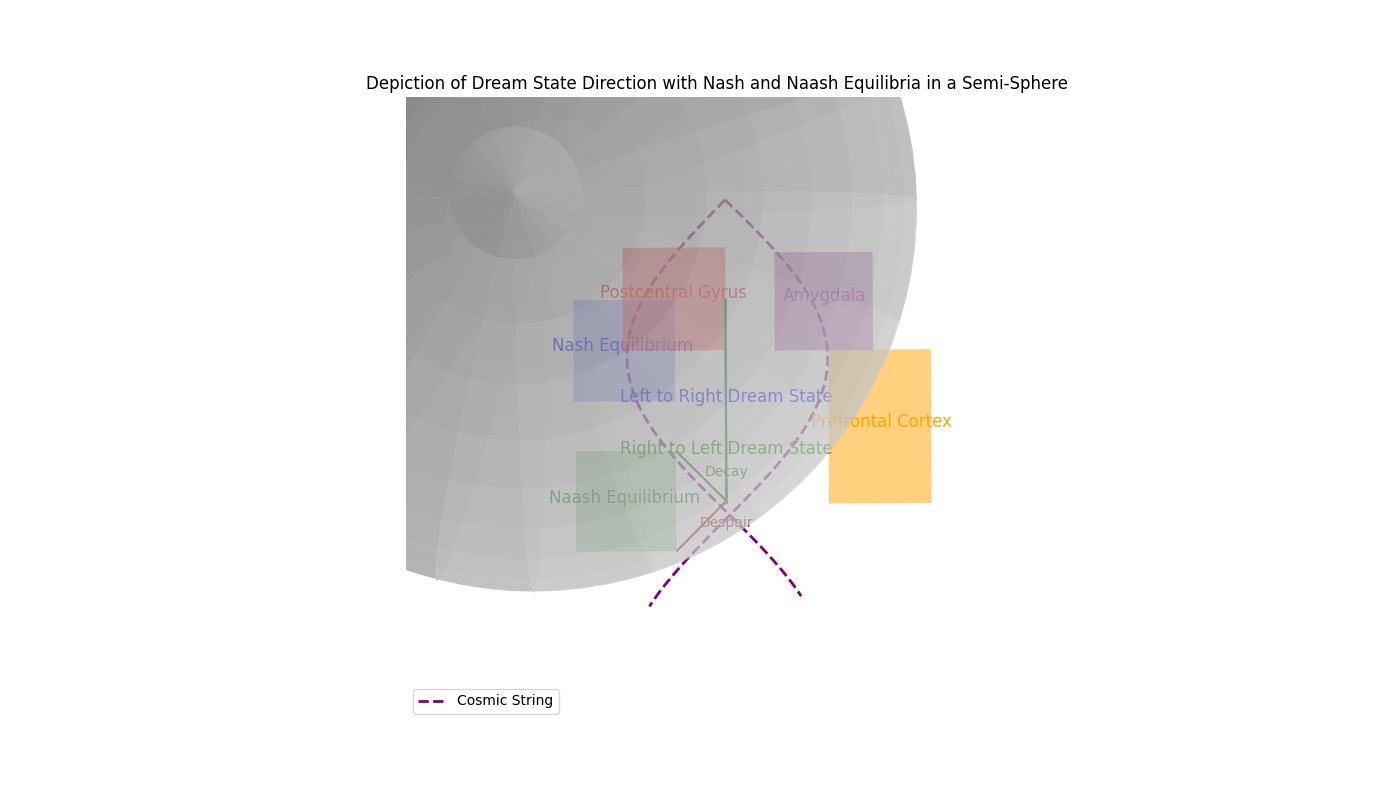 Depiction of Dream State Direction with Nash and Naash Equilibria in a Semi-Sphere
Postcentral Gyrus
Amygdala
Nash Equilibrium
Left to Right Dream State
Prefrontal Cortex
Right to Left Dream State
Decay
Naash Equilibrium
Despair
Cosmic String